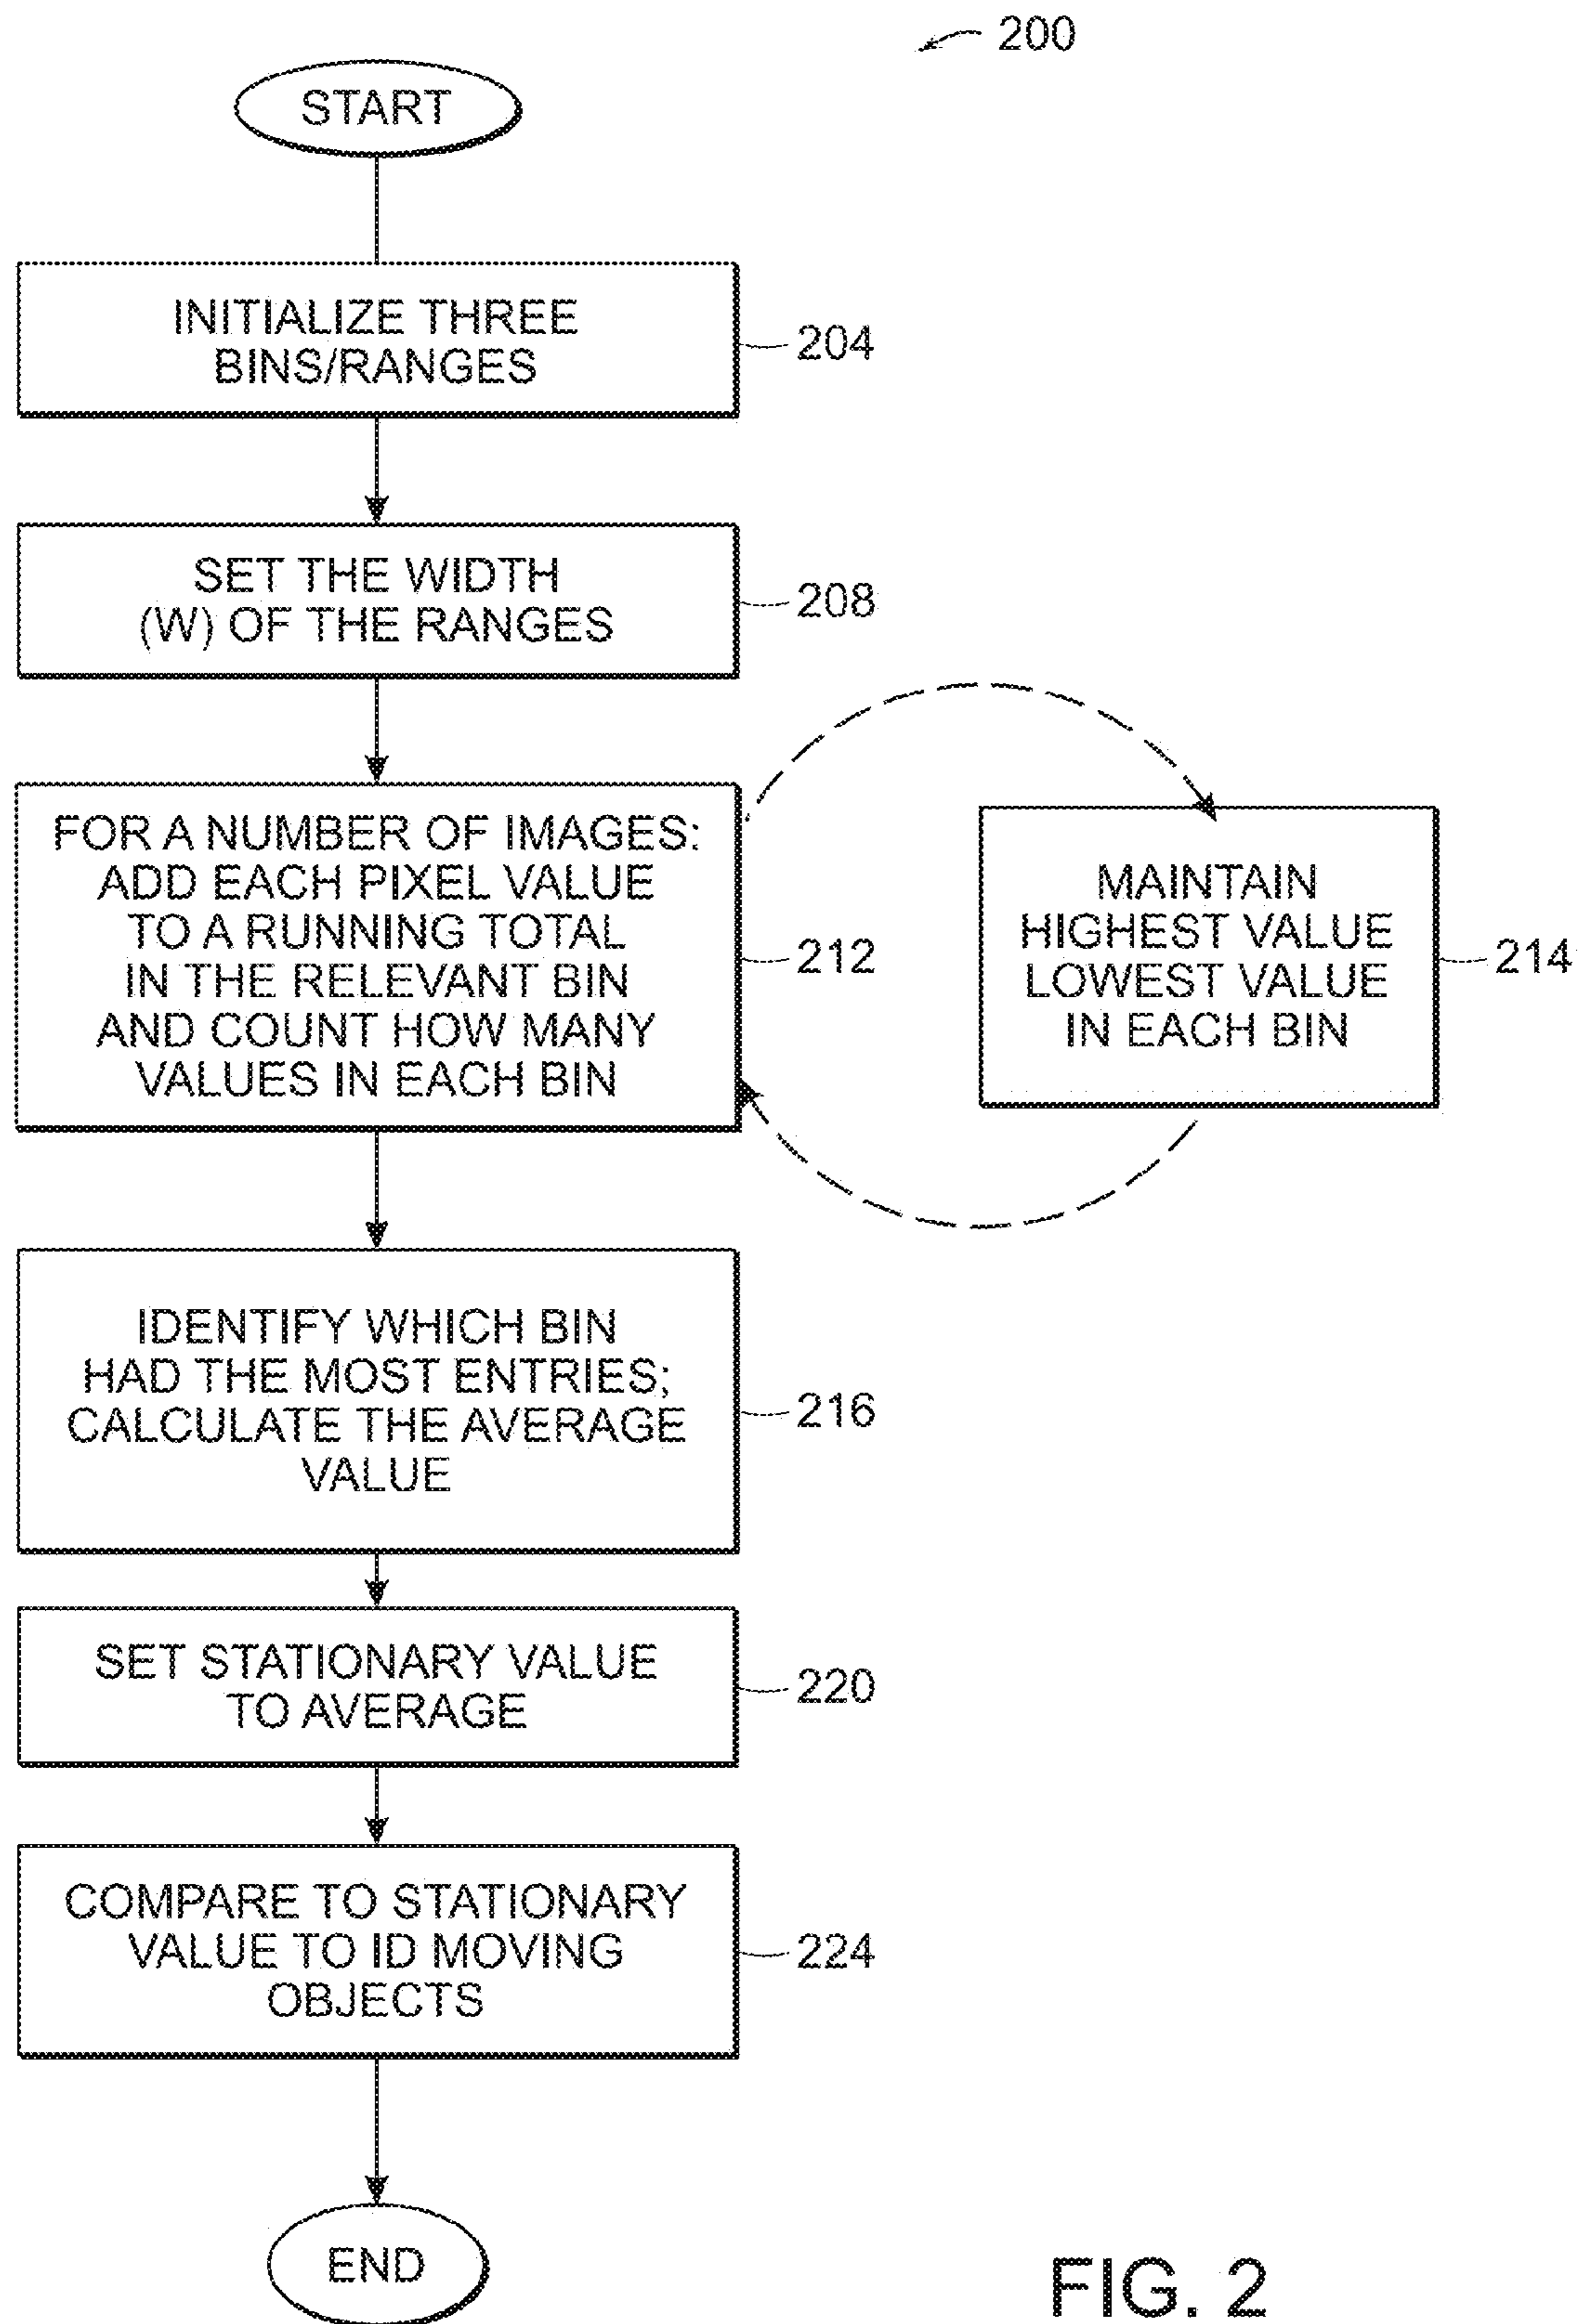 200
START
INITIALIZE THREE
BINS/RANGES
204
SET THE WIDTH
(W) OF THE RANGES
208
FOR A NUMBER OF IMAGES:
ADD EACH PIXEL VALUE
TO A RUNNING TOTAL
IN THE RELEVANT BIN
AND COUNT HOW MANY
VALUES IN EACH BIN
212
MAINTAIN
HIGHEST VALUE
LOWEST VALUE
IN EACH BIN
214
IDENTIFY WHICH BIN
HAD THE MOST ENTRIES;
CALCULATE THE AVERAGE
VALUE
216
SET STATIONARY VALUE
TO AVERAGE
220
COMPARE TO STATIONARY
VALUE TO ID MOVING
OBJECTS
224
END
FIG. 2